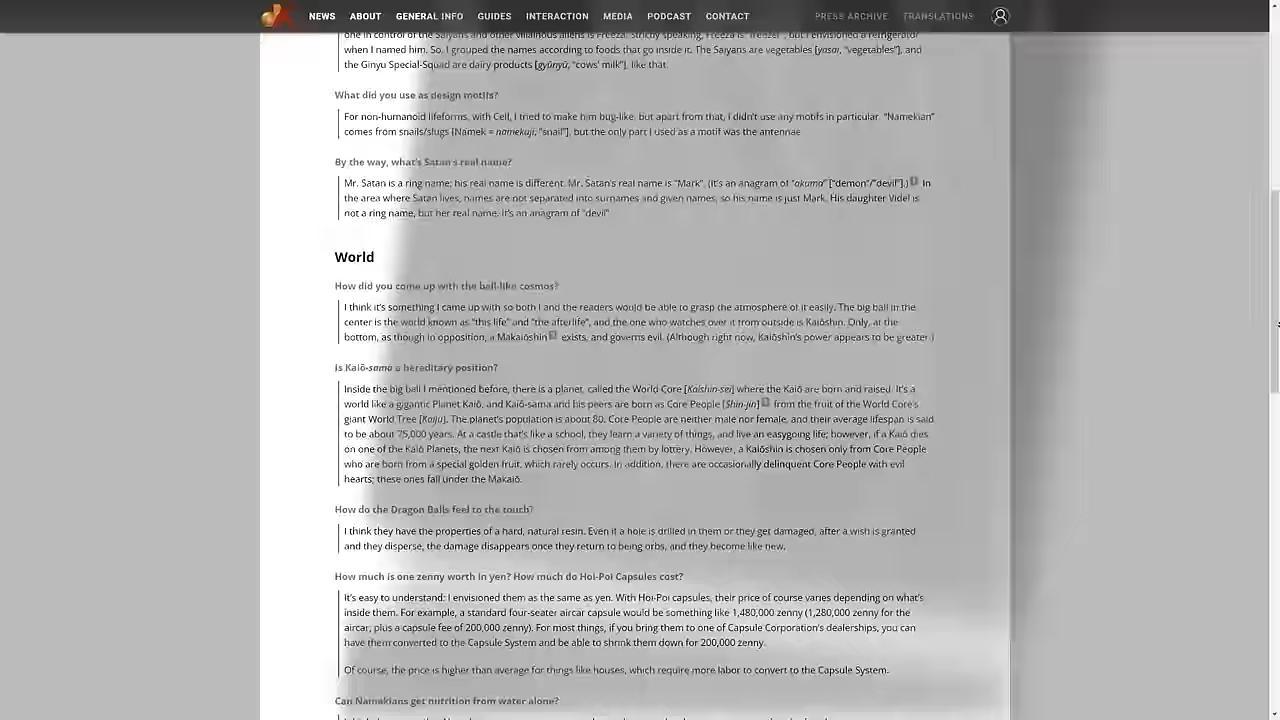 NEWS ABOUT GENERAL INFO GUIDES INTERACTION MEDIA PODCAST CONTACT PRESS ARCHIVE TRANSLATIONS
one in control of the Saiyans and other villainous aliens is Freeza. Strictly speaking, Freeza is "freezer", but I envisioned a refrigerator
when I named him. So, I grouped the names according to foods that go inside it. The Saiyans are vegetables [yasai, "vegetables"], and
the Ginyu Special-Squad are dairy products [gyūnyū, "cows' milk"], like that.
What did you use as design motifs?
For non-humanoid lifeforms, with Cell, I tried to make him bug-like, but apart from that, I didn't use any motifs in particular. "Namekian"
comes from snails/slugs [Namek = namekuji; "snail"], but the only part I used as a motif was the antennae
By the way, what's Satan's real name?
Mr. Satan is a ring name; his real name is different. Mr. Satan's real name is "Mark". (It's an anagram of "akuma" ["demon"/"devil"].) In
the area where Satan lives, names are not separated into surnames and given names, so his name is just Mark. His daughter Videl is
not a ring name, but her real name. It's an anagram of "devil"
World
How did you come up with the ball-like cosmos?
I think it's something I came up with so both I and the readers would be able to grasp the atmosphere of it easily. The big ball in the
center is the world known as "this life" and "the afterlife", and the one who watches over it from outside is Kaiōshin. Only, at the
bottom, as though in opposition, a Makaiōshin exists, and governs evil. (Although right now, Kaiōshin's power appears to be greater.)
Is Kaiō-sama a hereditary position?
Inside the big ball I mentioned before, there is a planet, called the World Core [Kaishin-sei] where the Kaiō are born and raised. It's a
world like a gigantic Planet Kaiō, and Kaiō-sama and his peers are born as Core People [Shin-jin] from the fruit of the World Core's
giant World Tree [Kaiju]. The planet's population is about 80. Core People are neither male nor female, and their average lifespan is said
to be about 75,000 years. At a castle that's like a school, they learn a variety of things, and live an easygoing life; however, if a Kaiō dies
on one of the Kaiō Planets, the next Kaiō is chosen from among them by lottery. However, a Kaiōshin is chosen only from Core People
who are born from a special golden fruit, which rarely occurs. In addition, there are occasionally delinquent Core People with evil
hearts; these ones fall under the Makaiō.
How do the Dragon Balls feel to the touch?
I think they have the properties of a hard, natural resin. Even if a hole is drilled in them or they get damaged, after a wish is granted
and they disperse, the damage disappears once they return to being orbs, and they become like new.
How much is one zenny worth in yen? How much do Hoi-Poi Capsules cost?
It's easy to understand: I envisioned them as the same as yen. With Hoi-Poi capsules, their price of course varies depending on what's
inside them. For example, a standard four-seater aircar capsule would be something like 1,480,000 zenny (1,280,000 zenny for the
aircar, plus a capsule fee of 200,000 zenny). For most things, if you bring them to one of Capsule Corporation's dealerships, you can
have them converted to the Capsule System and be able to shrink them down for 200,000 zenny.
Of course, the price is higher than average for things like houses, which require more labor to convert to the Capsule System.
Can Namekians get nutrition from water alone?